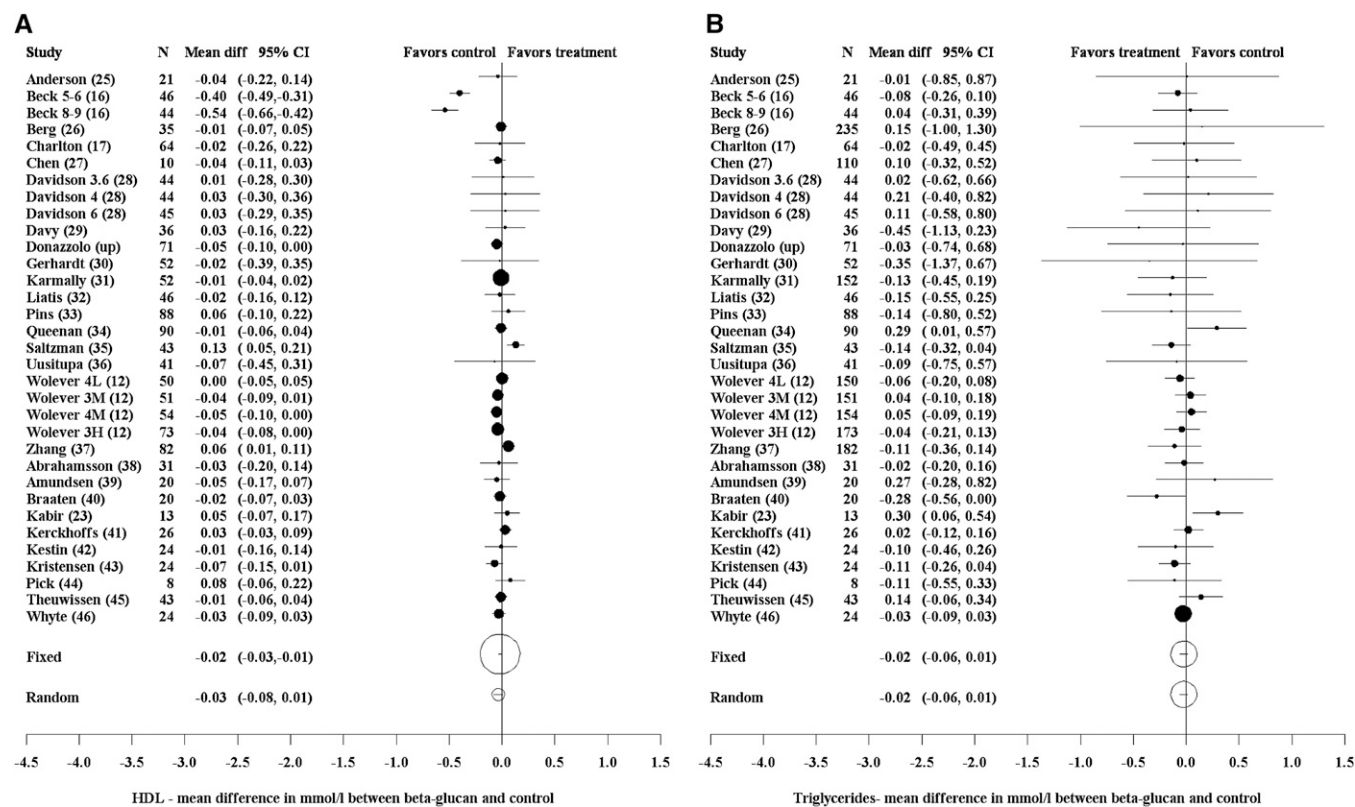 A
Study N Mean diff 95% CI Favors control Favors treatment
Anderson (25) 21 -0.04 (-0.22, 0.14)
Beck 5-6 (16) 46 -0.40 (-0.49,-0.31)
Beck 8-9 (16) 44 -0.54 (-0.66,-0.42)
Berg (26) 35 -0.01 (-0.07, 0.05)
Charlton (17) 64 -0.02 (-0.26, 0.22)
Chen (27) 10 -0.04 (-0.11, 0.03)
Davidson 3.6 (28) 44 0.01 (-0.28, 0.30)
Davidson 4 (28) 44 0.03 (-0.30, 0.36)
Davidson 6 (28) 45 0.03 (-0.29, 0.35)
Davy (29) 36 0.03 (-0.16, 0.22)
Donazzolo (up) 71 -0.05 (-0.10, 0.00)
Gerhardt (30) 52 -0.02 (-0.39, 0.35)
Karmally (31) 52 -0.01 (-0.04, 0.02)
Liatis (32) 46 -0.02 (-0.16, 0.12)
Pins (33) 88 0.06 (-0.10, 0.22)
Queenan (34) 90 -0.01 (-0.06, 0.04)
Saltzman (35) 43 0.13 (0.05, 0.21)
Uusitupa (36) 41 -0.07 (-0.45, 0.31)
Wolever 4L (12) 50 0.00 (-0.05, 0.05)
Wolever 3M (12) 51 -0.04 (-0.09, 0.01)
Wolever 4M (12) 54 -0.05 (-0.10, 0.00)
Wolever 3H (12) 73 -0.04 (-0.08, 0.00)
Zhang (37) 82 0.06 (0.01, 0.11)
Abrahamsson (38) 31 -0.03 (-0.20, 0.14)
Amundsen (39) 20 -0.05 (-0.17, 0.07)
Braaten (40) 20 -0.02 (-0.07, 0.03)
Kabir (23) 13 0.05 (-0.07, 0.17)
Kerckhoffs (41) 26 0.03 (-0.03, 0.09)
Kestin (42) 24 -0.01 (-0.16, 0.14)
Kristensen (43) 24 -0.07 (-0.15, 0.01)
Pick (44) 8 0.08 (-0.06, 0.22)
Theuwissen (45) 43 -0.01 (-0.06, 0.04)
Whyte (46) 24 -0.03 (-0.09, 0.03)
Fixed -0.02 (-0.03,-0.01)
Random -0.03 (-0.08, 0.01)
-4.5 -4.0 -3.5 -3.0 -2.5 -2.0 -1.5 -1.0 -0.5 0.0 0.5 1.0 1.5
HDL - mean difference in mmol/l between beta-glucan and control
B
Study N Mean diff 95% CI Favors treatment Favors control
Anderson (25) 21 -0.01 (-0.85, 0.87)
Beck 5-6 (16) 46 -0.08 (-0.26, 0.10)
Beck 8-9 (16) 44 0.04 (-0.31, 0.39)
Berg (26) 235 0.15 (-1.00, 1.30)
Charlton (17) 64 -0.02 (-0.49, 0.45)
Chen (27) 110 0.10 (-0.32, 0.52)
Davidson 3.6 (28) 44 0.02 (-0.62, 0.66)
Davidson 4 (28) 44 0.21 (-0.40, 0.82)
Davidson 6 (28) 45 0.11 (-0.58, 0.80)
Davy (29) 36 -0.45 (-1.13, 0.23)
Donazzolo (up) 71 -0.03 (-0.74, 0.68)
Gerhardt (30) 52 -0.35 (-1.37, 0.67)
Karmally (31) 152 -0.13 (-0.45, 0.19)
Liatis (32) 46 -0.15 (-0.55, 0.25)
Pins (33) 88 -0.14 (-0.80, 0.52)
Queenan (34) 90 0.29 ( 0.01, 0.57)
Saltzman (35) 43 -0.14 (-0.32, 0.04)
Uusitupa (36) 41 -0.09 (-0.75, 0.57)
Wolever 4L (12) 150 -0.06 (-0.20, 0.08)
Wolever 3M (12) 151 0.04 (-0.10, 0.18)
Wolever 4M (12) 154 0.05 (-0.09, 0.19)
Wolever 3H (12) 173 -0.04 (-0.21, 0.13)
Zhang (37) 182 -0.11 (-0.36, 0.14)
Abrahamsson (38) 31 -0.02 (-0.20, 0.16)
Amundsen (39) 20 0.27 (-0.28, 0.82)
Braaten (40) 20 -0.28 (-0.56, 0.00)
Kabir (23) 13 0.30 ( 0.06, 0.54)
Kerckhoffs (41) 26 0.02 (-0.12, 0.16)
Kestin (42) 24 -0.10 (-0.46, 0.26)
Kristensen (43) 24 -0.11 (-0.26, 0.04)
Pick (44) 8 -0.11 (-0.55, 0.33)
Theuwissen (45) 43 0.14 (-0.06, 0.34)
Whyte (46) 24 -0.03 (-0.09, 0.03)
Fixed -0.02 (-0.06, 0.01)
Random -0.02 (-0.06, 0.01)
-4.5 -4.0 -3.5 -3.0 -2.5 -2.0 -1.5 -1.0 -0.5 0.0 0.5 1.0 1.5
Triglycerides- mean difference in mmol/l between beta-glucan and control